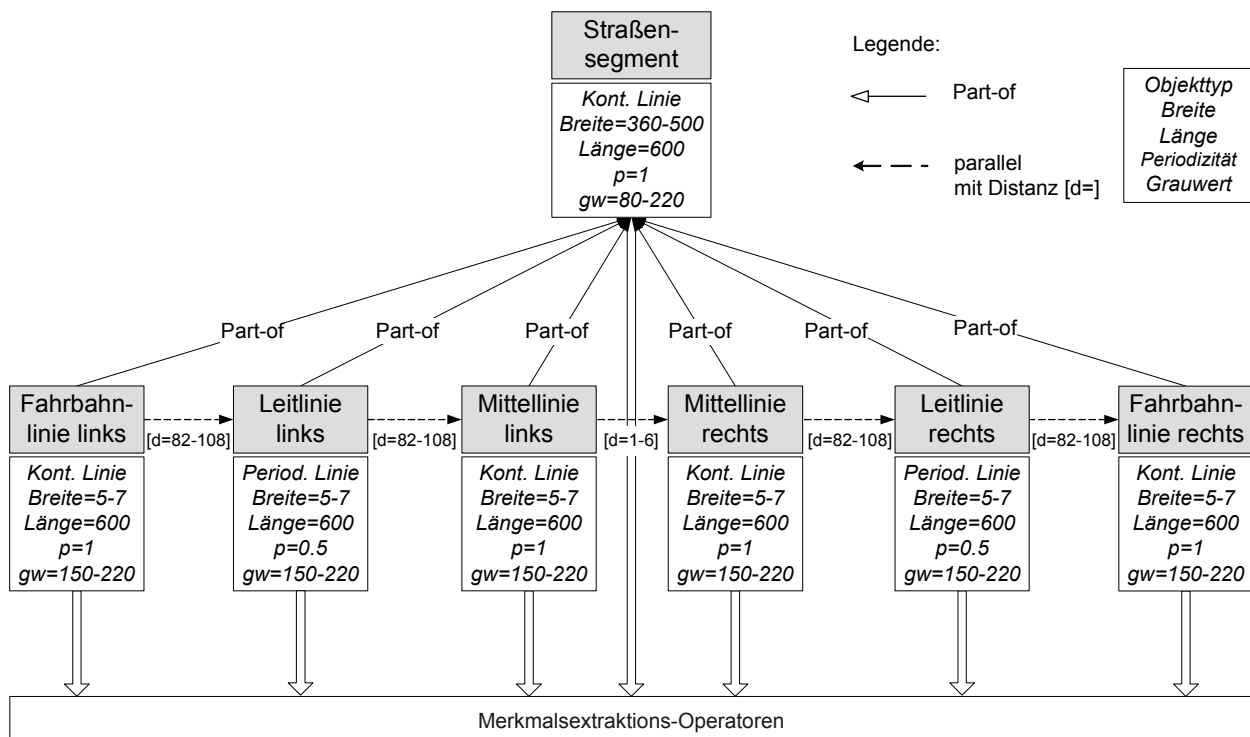 Straßen-
segment
Kont. Linie
Breite=360-500
Länge=600
p=1
gw=80-220
Legende:
Part-of
parallel
mit Distanz [d=]
Objekttyp
Breite
Länge
Periodizität
Grauwert
Part-of
Part-of
Part-of
Part-of
Part-of
Part-of
Fahrbahn-
linie links
[d=82-108]
Leitlinie
links
[d=82-108]
Mittellinie
links
[d=1-6]
Mittellinie
rechts
[d=82-108]
Leitlinie
rechts
[d=82-108]
Fahrbahn-
linie rechts
Kont. Linie
Breite=5-7
Länge=600
p=1
gw=150-220
Period. Linie
Breite=5-7
Länge=600
p=0.5
gw=150-220
Kont. Linie
Breite=5-7
Länge=600
p=1
gw=150-220
Kont. Linie
Breite=5-7
Länge=600
p=1
gw=150-220
Period. Linie
Breite=5-7
Länge=600
p=0.5
gw=150-220
Kont. Linie
Breite=5-7
Länge=600
p=1
gw=150-220
Merkmalsextraktions-Operatoren